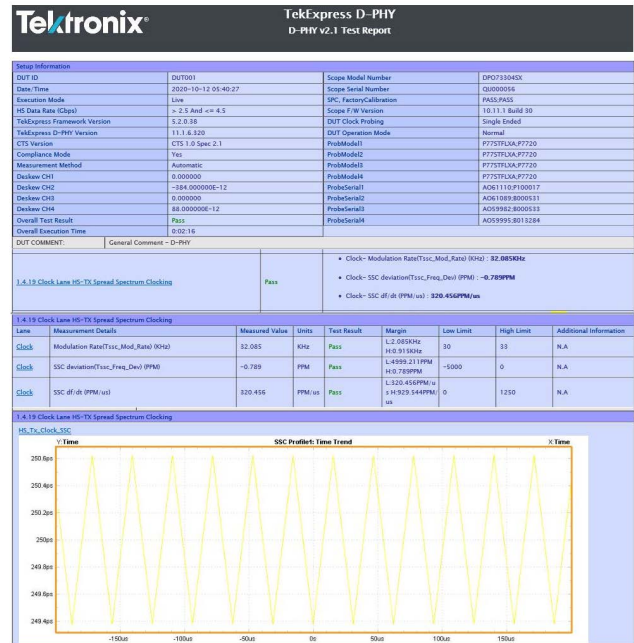 Tektronix®
TekExpress D-PHY
D-PHY v2.1 Test Report
Setup Information
DUT ID DUT001 Scope Model Number DPO73304SX
Date/Time 2020-10-12 05:40:27 Scope Serial Number QU000056
Execution Mode Live SPC, FactoryCalibration PASS;PASS
HS Data Rate (Gbps) > 2.5 And <= 4.5 Scope F/W Version 10.11.1 Build 30
TekExpress Framework Version 5.2.0.38 DUT Clock Probing Single Ended
TekExpress D-PHY Version 11.1.6.320 DUT Operation Mode Normal
CTS Version CTS 1.0 Spec 2.1 ProbModel1 P77STFLXA;P7720
Compliance Mode Yes ProbModel2 P77STFLXA;P7720
Measurement Method Automatic ProbModel3 P77STFLXA;P7720
Deskew CH1 0.000000 ProbModel4 P77STFLXA;P7720
Deskew CH2 -384.000000E-12 ProbeSerial1 AO61110;P100017
Deskew CH3 0.000000 ProbeSerial2 AO61089;B000531
Deskew CH4 88.000000E-12 ProbeSerial3 AO59982;B000533
Overall Test Result Pass ProbeSerial4 AO59995;B013284
Overall Execution Time 0:02:16
DUT COMMENT: General Comment - D-PHY
1.4.19 Clock Lane HS-TX Spread Spectrum Clocking Pass
• Clock- Modulation Rate(Tssc_Mod_Rate) (KHz) : 32.085KHz
• Clock- SSC deviation(Tssc_Freq_Dev) (PPM) : -0.789PPM
• Clock- SSC df/dt (PPM/us) : 320.456PPM/us
1.4.19 Clock Lane HS-TX Spread Spectrum Clocking
Lane Measurement Details Measured Value Units Test Result Margin Low Limit High Limit Additional Information
Clock Modulation Rate(Tssc_Mod_Rate) (KHz) 32.085 KHz Pass L:2.085KHz H:0.915KHz 30 33 N.A
Clock SSC deviation(Tssc_Freq_Dev) (PPM) -0.789 PPM Pass L:4999.211PPM H:0.789PPM -5000 0 N.A
Clock SSC df/dt (PPM/us) 320.456 PPM/us Pass L:320.456PPM/u s H:929.544PPM/ us 0 1250 N.A
1.4.19 Clock Lane HS-TX Spread Spectrum Clocking
HS_Tx_Clock_SSC
Y:Time SSC Profile1: Time Trend X:Time
250.6ps
250.4ps
250.2ps
250ps
249.8ps
249.6ps
249.4ps
-150us -100us -50us 0s 50us 100us 150us